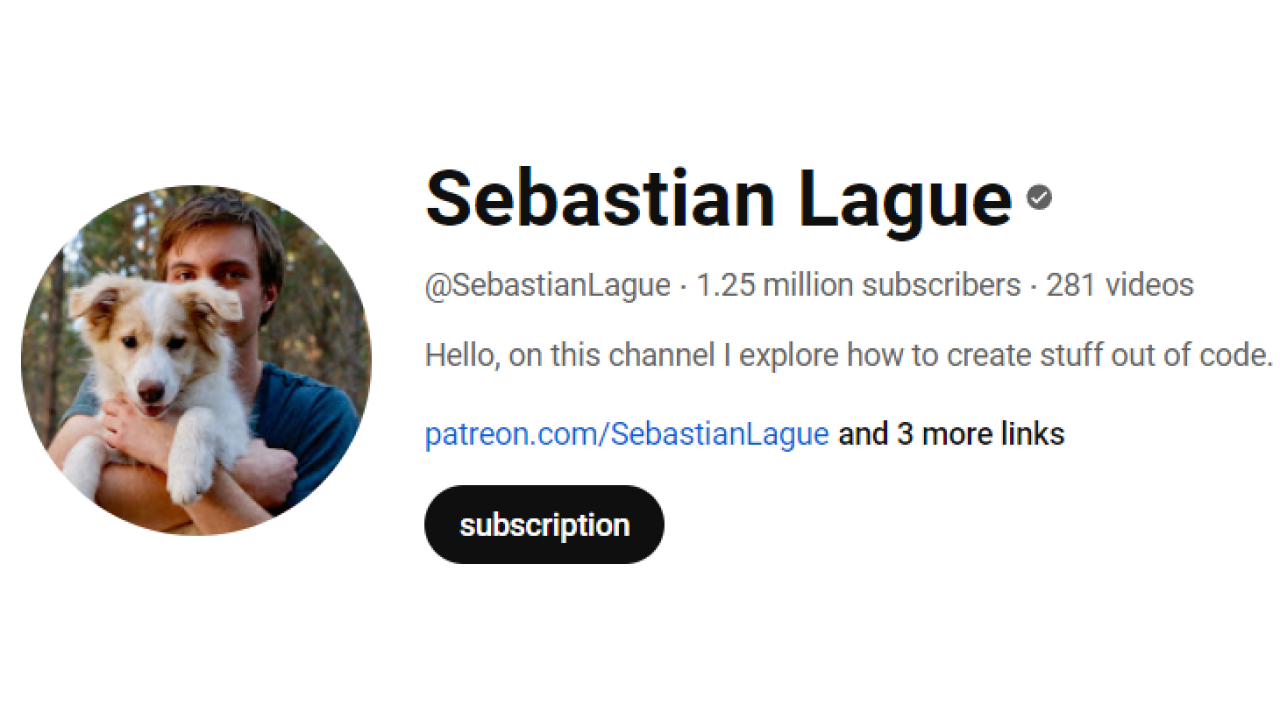 Sebastian Lague
@SebastianLague · 1.25 million subscribers · 281 videos
Hello, on this channel I explore how to create stuff out of code.
patreon.com/SebastianLague and 3 more links
subscription